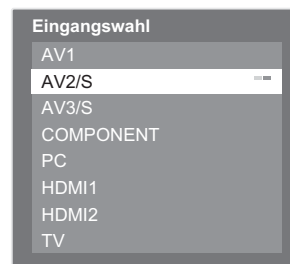 Eingangswahl
AV1
AV2/S
AV3/S
COMPONENT
PC
HDMI1
HDMI2
TV